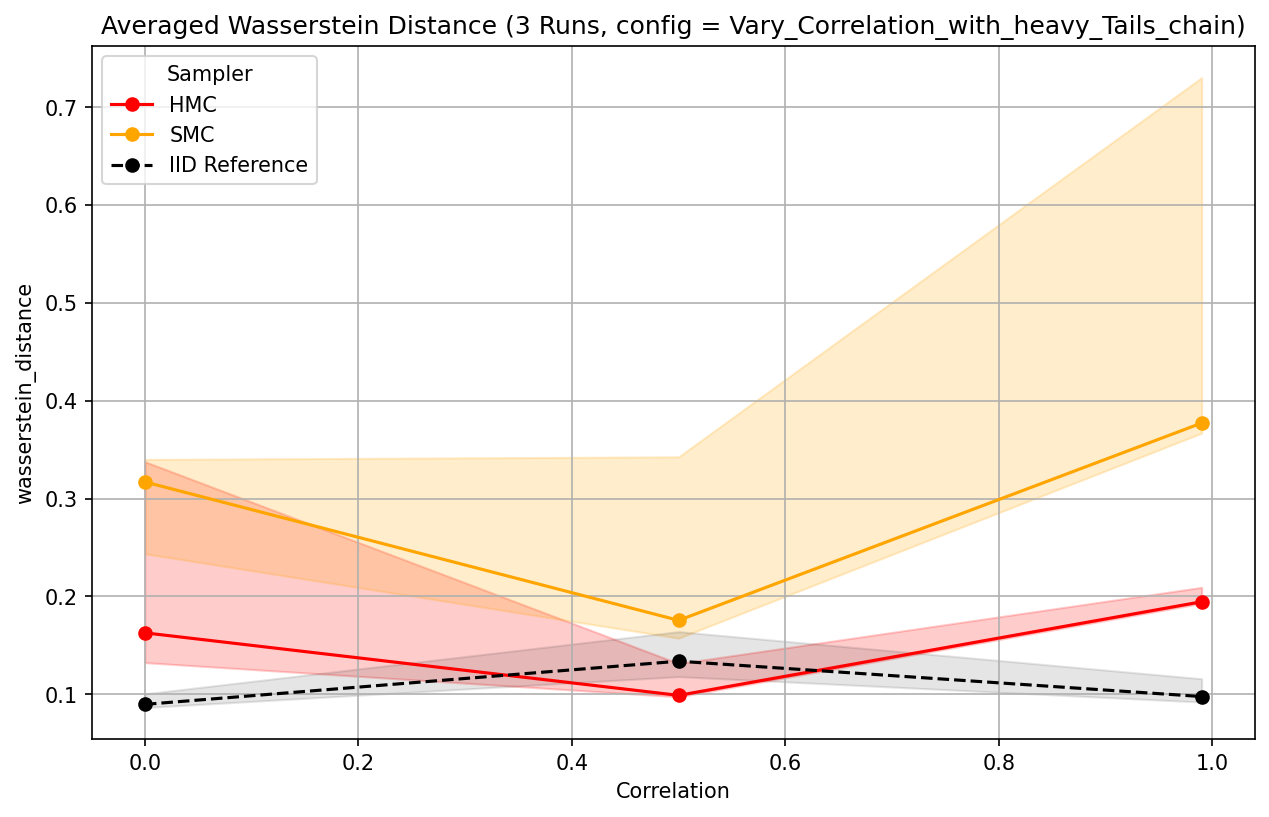 Averaged Wasserstein Distance (3 Runs, config = Vary_Correlation_with_heavy_Tails_chain)
Sampler
HMC
SMC
IID Reference
wasserstein_distance
0.7
0.6
0.5
0.4
0.3
0.2
0.1
0.0 0.2 0.4 0.6 0.8 1.0
Correlation